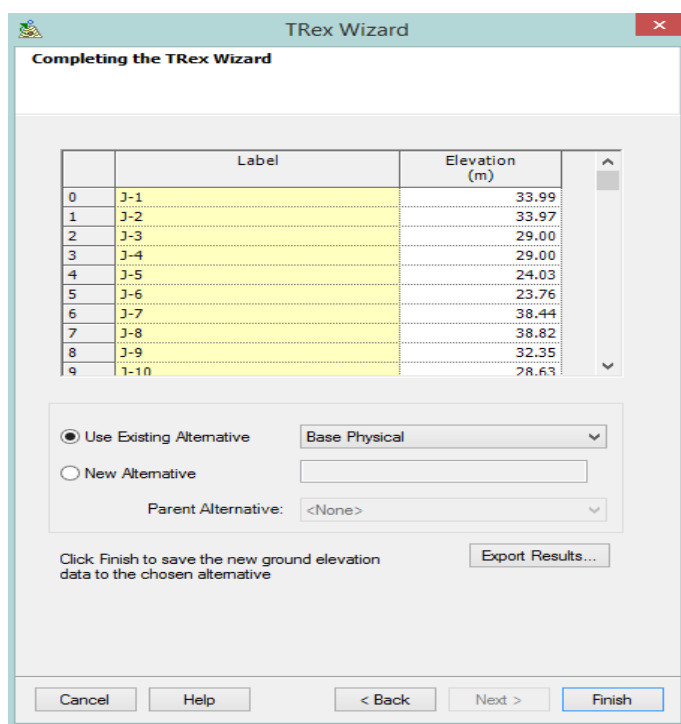 TRex Wizard
Completing the TRex Wizard
Label Elevation
(m)
0 J-1 33.99
1 J-2 33.97
2 J-3 29.00
3 J-4 29.00
4 J-5 24.03
5 J-6 23.76
6 J-7 38.44
7 J-8 38.82
8 J-9 32.35
9 J-10 28.63
Use Existing Alternative Base Physical
New Alternative
Parent Alternative: <None>
Click Finish to save the new ground elevation Export Results...
data to the chosen alternative
Cancel Help < Back Next > Finish